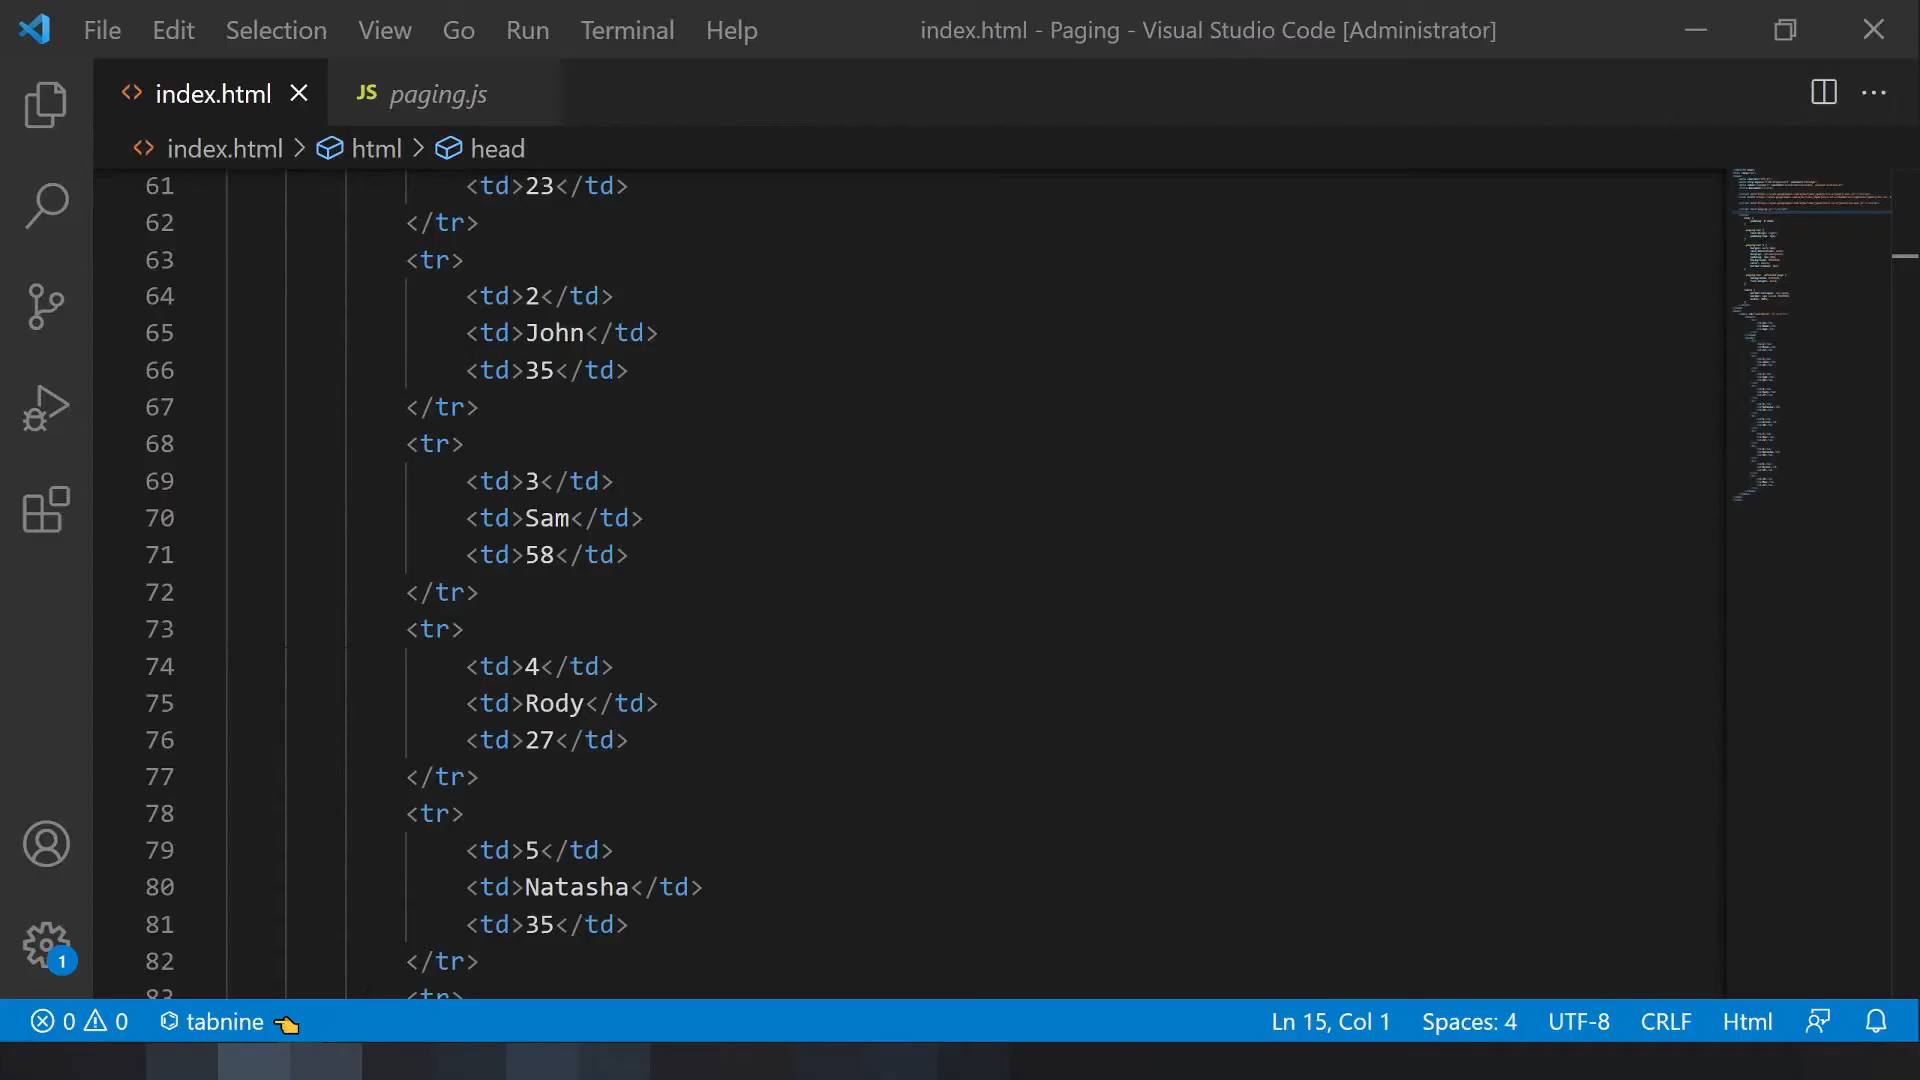 File Edit Selection View Go Run Terminal Help index.html - Paging - Visual Studio Code [Administrator]
<> index.html JS paging.js
<> index.html > html > head
61 <td>23</td>
62 </tr>
63 <tr>
64 <td>2</td>
65 <td>John</td>
66 <td>35</td>
67 </tr>
68 <tr>
69 <td>3</td>
70 <td>Sam</td>
71 <td>58</td>
72 </tr>
73 <tr>
74 <td>4</td>
75 <td>Rody</td>
76 <td>27</td>
77 </tr>
78 <tr>
79 <td>5</td>
80 <td>Natasha</td>
81 <td>35</td>
82 </tr>
83 <tr>
1
0 0 tabnine Ln 15, Col 1 Spaces: 4 UTF-8 CRLF Html